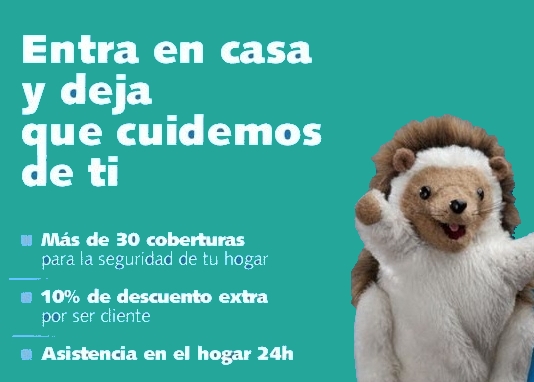 Entra en casa
y deja
que cuidemos
de ti
Más de 30 coberturas
para la seguridad de tu hogar
10% de descuento extra
por ser cliente
Asistencia en el hogar 24h